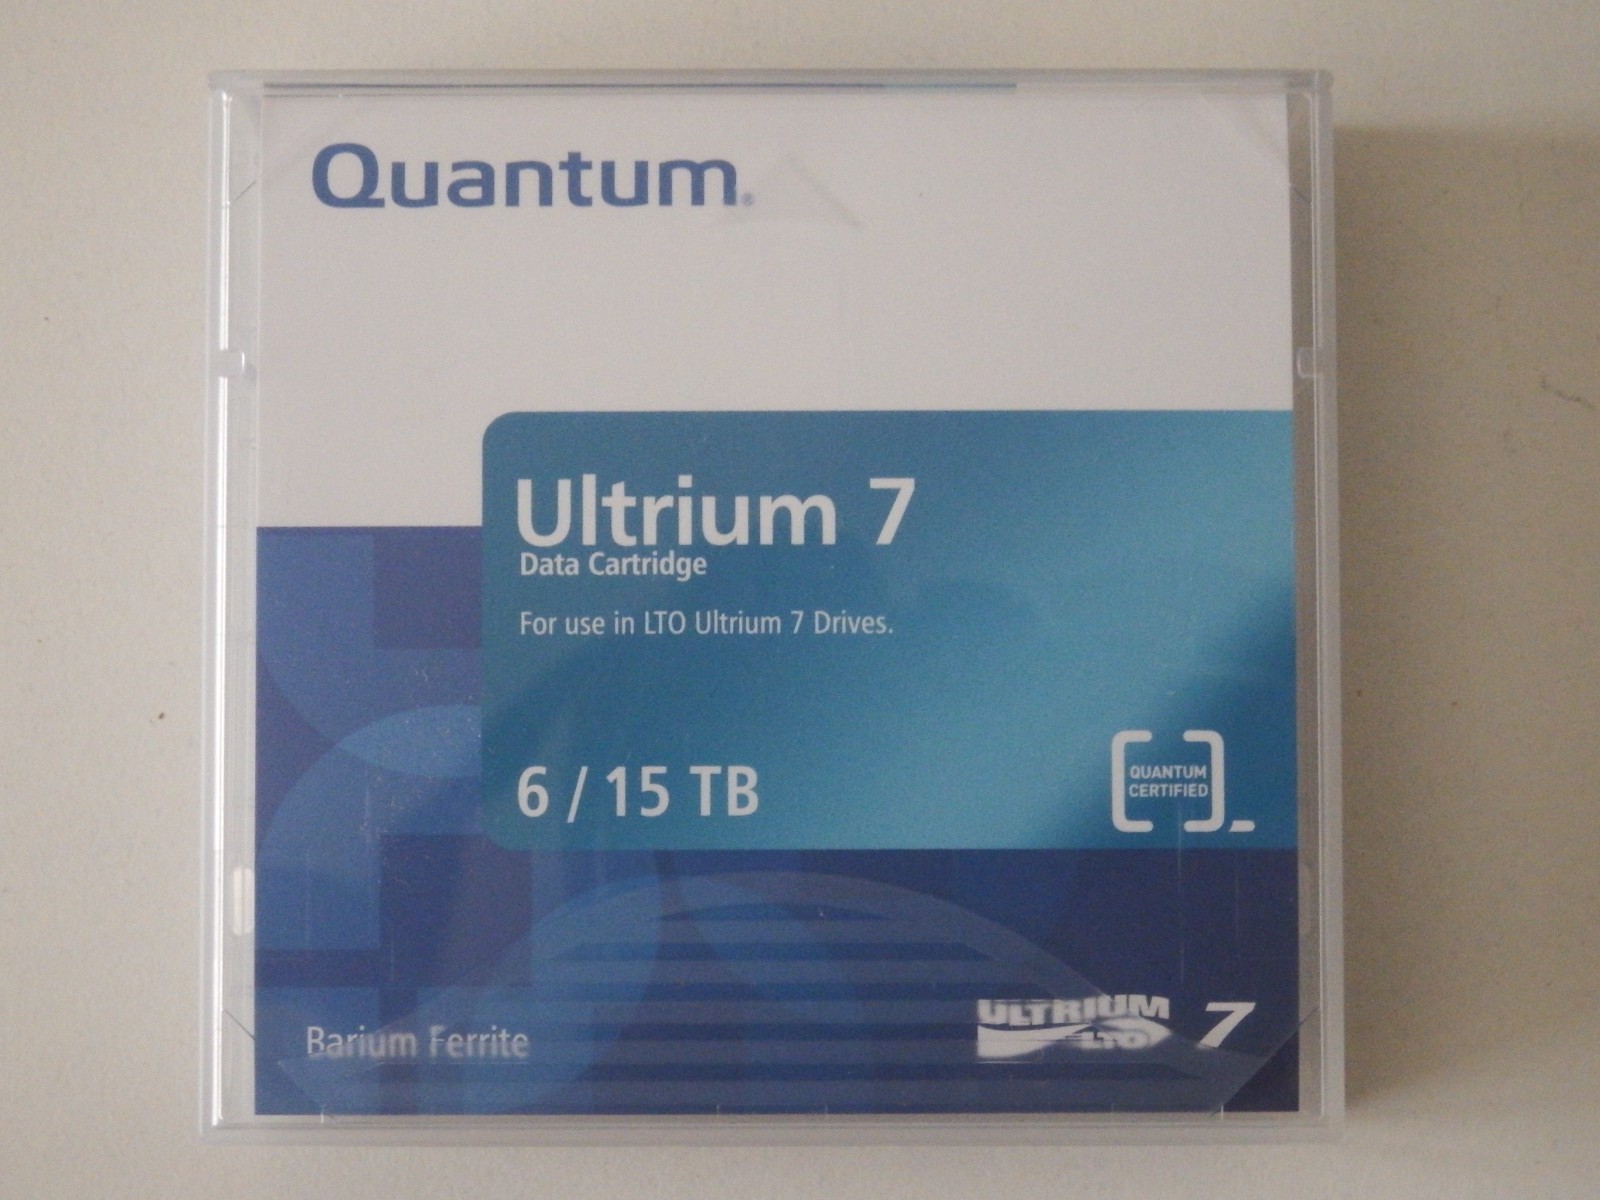 Quantum®
Ultrium 7
Data Cartridge
For use in LTO Ultrium 7 Drives.
6 / 15 TB
QUANTUM
CERTIFIED
Barium Ferrite
ULTRIUM
LTO
7